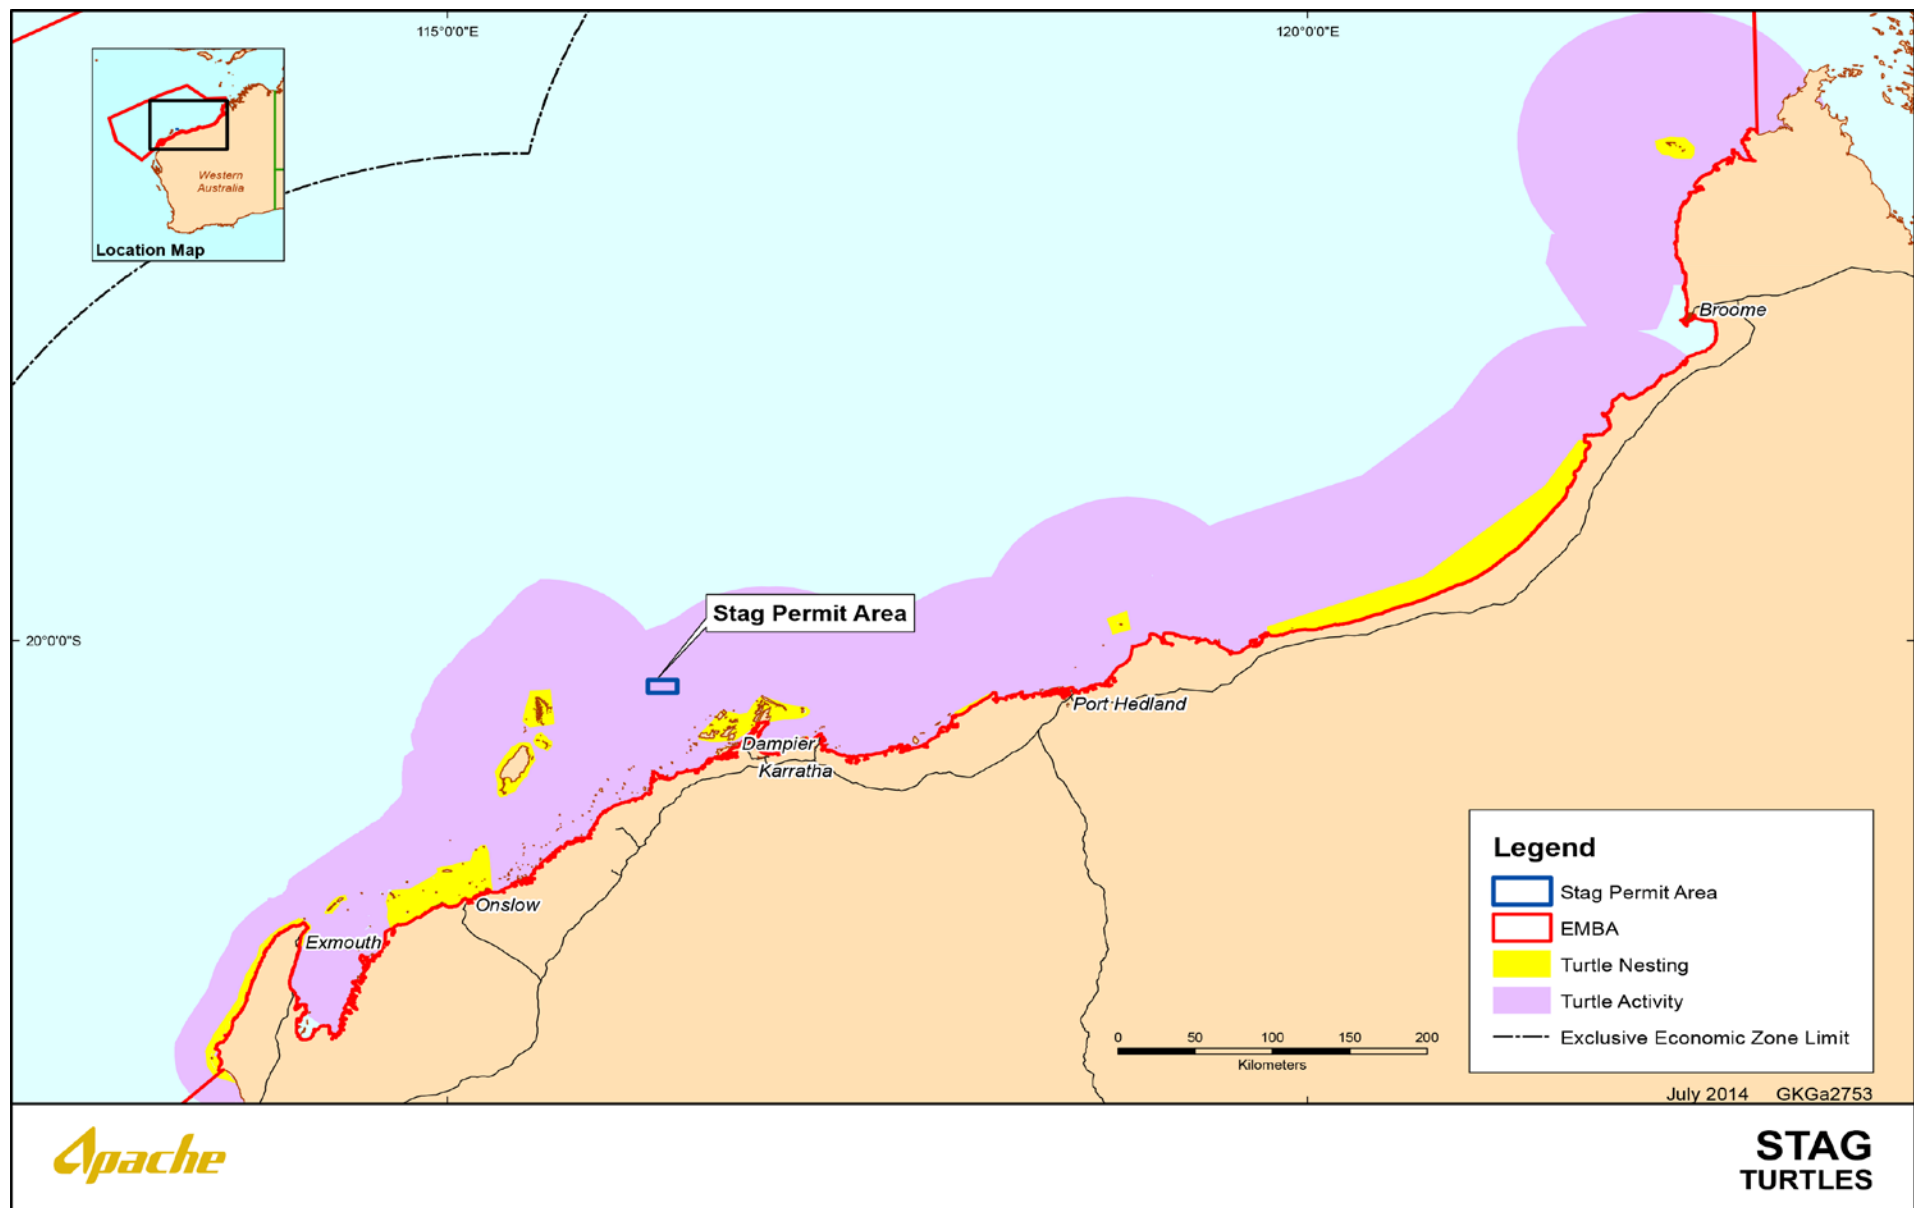 115°0'0"E
120°0'0"E
Western
Australia
Location Map
Broome
Stag Permit Area
20°0'0"S
Port Hedland
Dampier
Karratha
Onslow
Exmouth
Legend
Stag Permit Area
EMBA
Turtle Nesting
Turtle Activity
Exclusive Economic Zone Limit
0 50 100 150 200
Kilometers
July 2014 GKGa2753
Apache
STAG
TURTLES